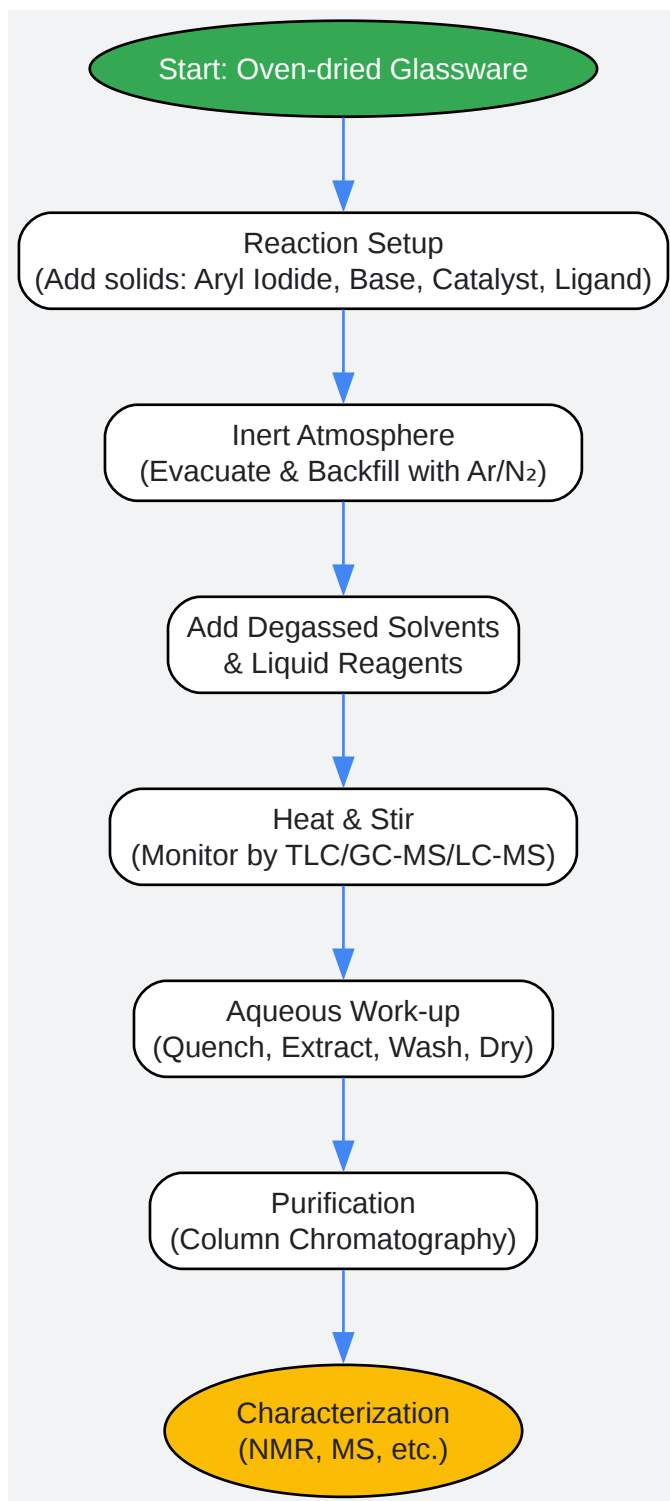 Start: Oven-dried Glassware
Reaction Setup
(Add solids: Aryl Iodide, Base, Catalyst, Ligand)
Inert Atmosphere
(Evacuate & Backfill with Ar/N₂)
Add Degassed Solvents
& Liquid Reagents
Heat & Stir
(Monitor by TLC/GC-MS/LC-MS)
Aqueous Work-up
(Quench, Extract, Wash, Dry)
Purification
(Column Chromatography)
Characterization
(NMR, MS, etc.)